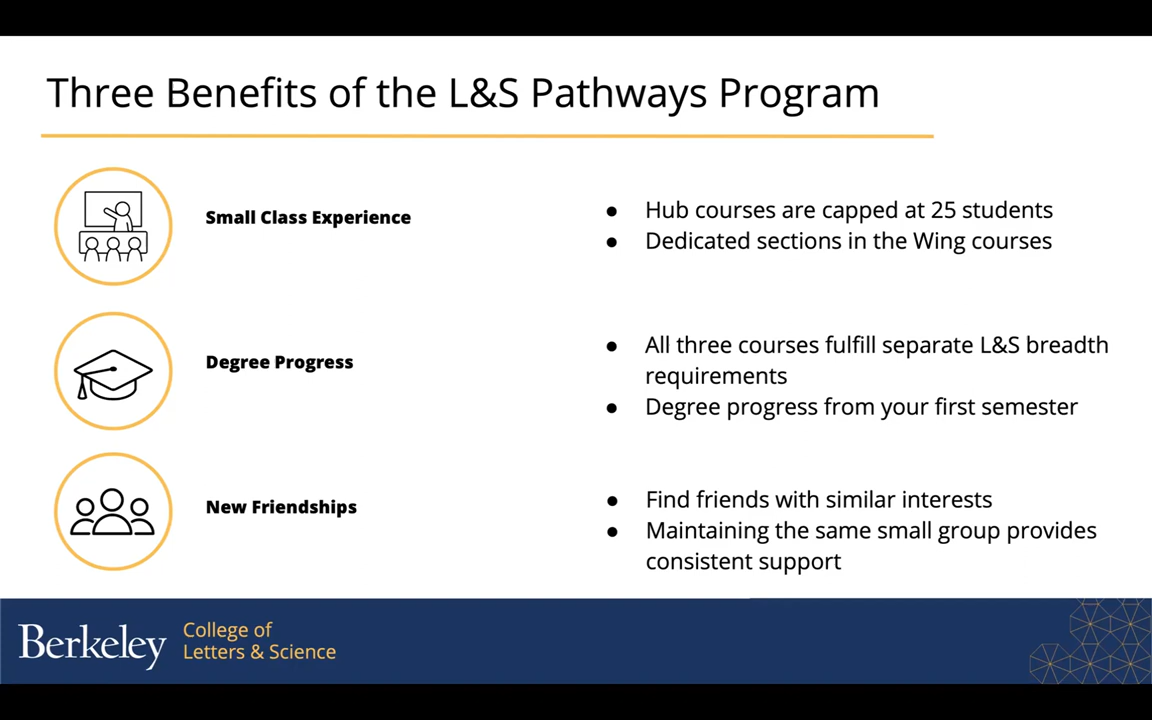 Three Benefits of the L&S Pathways Program
Small Class Experience
● Hub courses are capped at 25 students
● Dedicated sections in the Wing courses
Degree Progress
● All three courses fulfill separate L&S breadth
requirements
● Degree progress from your first semester
New Friendships
● Find friends with similar interests
● Maintaining the same small group provides
consistent support
Berkeley
College of
Letters & Science